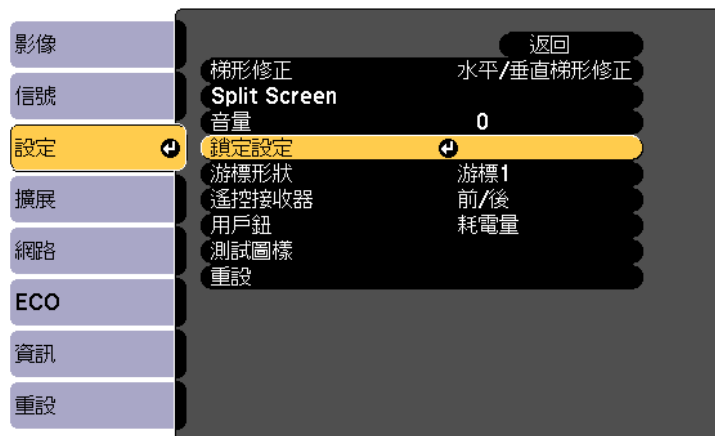 影像
信號
設定
擴展
網路
ECO
資訊
重設
返回
梯形修正 水平/垂直梯形修正
Split Screen
音量 0
鎖定設定
游標形狀 游標1
遙控接收器 前/後
用戶鈕 耗電量
測試圖樣
重設